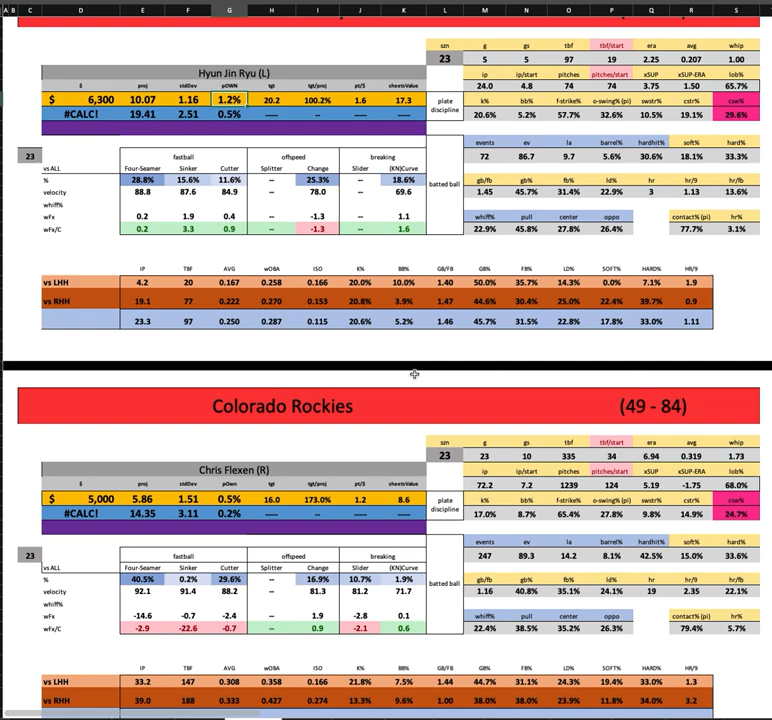 A B C D E F G H I J K L M N O P Q R S
szn g gs tbf tbf/start era avg whip
23 5 5 97 19 2.25 0.207 1.00
Hyun Jin Ryu (L) ip ip/start pitches pitches/start xSUP xSUP-ERA lob%
$ proj stdDev pOWN tgt tgt/proj pt/$ sheetsValue 24.0 4.8 74 74 3.75 1.50 65.7%
$ 6,300 10.07 1.16 1.2% 20.2 100.2% 1.6 17.3 plate discipline k% bb% f-strike% o-swing% (pi) swstr% cstr% csw%
#CALC! 19.41 2.51 0.5% -- -- -- -- 20.6% 5.2% 57.7% 32.6% 10.5% 19.1% 29.6%
events ev la barrel% hardhit% soft% hard%
23 fastball offspeed breaking 72 86.7 9.7 5.6% 30.6% 18.1% 33.3%
vs ALL Four-Seamer Sinker Cutter Splitter Change Slider (KN)Curve
% 28.8% 15.6% 11.6% -- 25.3% -- 18.6% batted ball gb/fb gb% fb% ld% hr hr/9 hr/fb
velocity 88.8 87.6 84.9 -- 78.0 -- 69.6 1.45 45.7% 31.4% 22.9% 3 1.13 13.6%
whiff%
wFx 0.2 1.9 0.4 -- -1.3 -- 1.1 whiff% pull center oppo contact% (pi) hr%
wFx/C 0.2 3.3 0.9 -- -1.3 -- 1.6 22.9% 45.8% 27.8% 26.4% 77.7% 3.1%
IP TBF AVG wOBA ISO K% BB% GB/FB GB% FB% LD% SOFT% HARD% HR/9
vs LHH 4.2 20 0.167 0.258 0.166 20.0% 10.0% 1.40 50.0% 35.7% 14.3% 0.0% 7.1% 1.9
vs RHH 19.1 77 0.222 0.270 0.153 20.8% 3.9% 1.47 44.6% 30.4% 25.0% 22.4% 39.7% 0.9
23.3 97 0.250 0.287 0.115 20.6% 5.2% 1.46 45.7% 31.5% 22.8% 17.8% 33.0% 1.11
Colorado Rockies (49 - 84)
szn g gs tbf tbf/start era avg whip
23 23 10 335 34 6.94 0.319 1.73
Chris Flexen (R) ip ip/start pitches pitches/start xSUP xSUP-ERA lob%
$ proj stdDev pOwn tgt tgt/proj pt/$ sheetsValue 72.2 7.2 1239 124 5.19 -1.75 68.0%
$ 5,000 5.86 1.51 0.5% 16.0 173.0% 1.2 8.6 plate discipline k% bb% f-strike% o-swing% (pi) swstr% cstr% csw%
#CALC! 14.35 3.11 0.2% -- -- -- -- 17.0% 8.7% 65.4% 27.8% 9.8% 14.9% 24.7%
events ev la barrel% hardhit% soft% hard%
23 fastball offspeed breaking 247 89.3 14.2 8.1% 42.5% 15.0% 33.6%
vs ALL Four-Seamer Sinker Cutter Splitter Change Slider (KN)Curve
% 40.5% 0.2% 29.6% -- 16.9% 10.7% 1.9% batted ball gb/fb gb% fb% ld% hr hr/9 hr/fb
velocity 92.1 91.4 88.2 -- 81.3 81.2 71.7 1.16 40.8% 35.1% 24.1% 19 2.35 22.1%
whiff%
wFx -14.6 -0.7 -2.4 -- 1.9 -2.8 0.1 whiff% pull center oppo contact% (pi) hr%
wFx/C -2.9 -22.6 -0.7 -- 0.9 -2.1 0.6 22.4% 38.5% 35.2% 26.3% 79.4% 5.7%
IP TBF AVG wOBA ISO K% BB% GB/FB GB% FB% LD% SOFT% HARD% HR/9
vs LHH 33.2 147 0.308 0.358 0.166 21.8% 7.5% 1.44 44.7% 31.1% 24.3% 19.4% 33.0% 1.3
vs RHH 39.0 188 0.333 0.427 0.274 13.3% 9.6% 1.00 38.0% 38.0% 23.9% 11.8% 34.0% 3.2